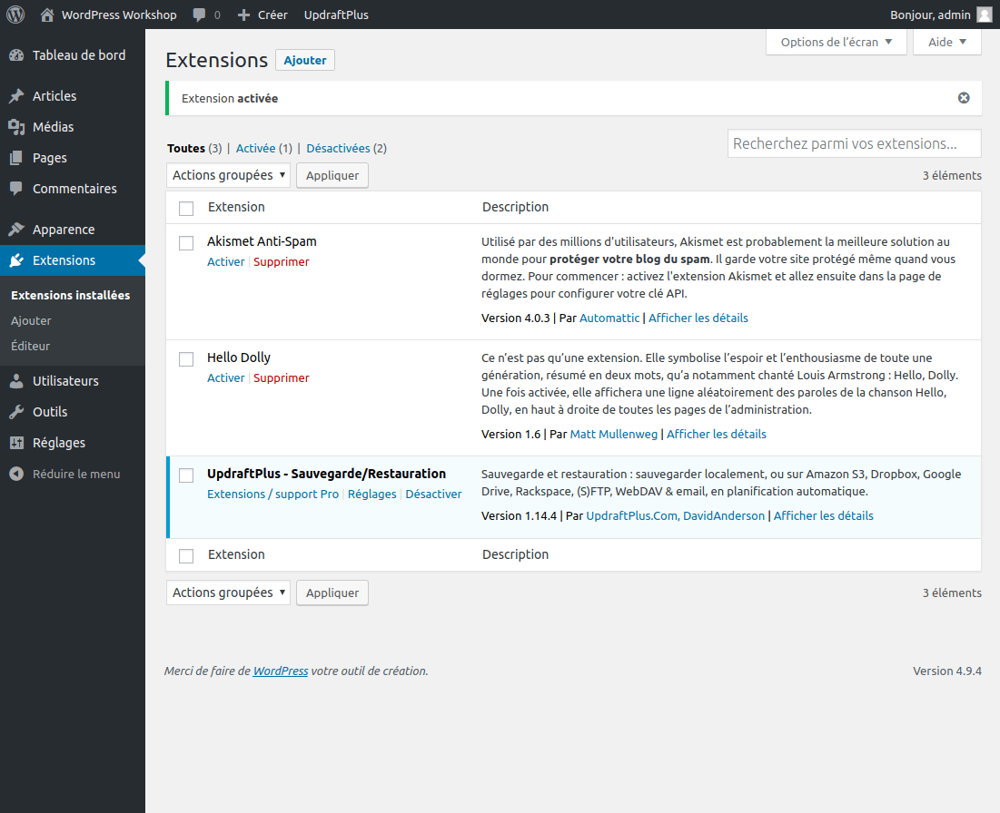 WordPress Workshop 0 Créer UpdraftPlus Bonjour, admin
Tableau de bord
Articles
Médias
Pages
Commentaires
Apparence
Extensions
Extensions installées
Ajouter
Éditeur
Utilisateurs
Outils
Réglages
Réduire le menu
Options de l’écran Aide
Extensions Ajouter
Extension activée
Toutes (3) | Activée (1) | Désactivées (2)
Recherchez parmi vos extensions...
Actions groupées Appliquer 3 éléments
Extension Description
Akismet Anti-Spam
Activer | Supprimer
Utilisé par des millions d'utilisateurs, Akismet est probablement la meilleure solution au
monde pour protéger votre blog du spam. Il garde votre site protégé même quand vous
dormez. Pour commencer : activez l'extension Akismet et allez ensuite dans la page de
réglages pour configurer votre clé API.
Version 4.0.3 | Par Automattic | Afficher les détails
Hello Dolly
Activer | Supprimer
Ce n’est pas qu’une extension. Elle symbolise l’espoir et l’enthousiasme de toute une
génération, résumé en deux mots, qu’a notamment chanté Louis Armstrong : Hello, Dolly.
Une fois activée, elle affichera une ligne aléatoirement des paroles de la chanson Hello,
Dolly, en haut à droite de toutes les pages de l’administration.
Version 1.6 | Par Matt Mullenweg | Afficher les détails
UpdraftPlus - Sauvegarde/Restauration
Extensions / support Pro | Réglages | Désactiver
Sauvegarde et restauration : sauvegarder localement, ou sur Amazon S3, Dropbox, Google
Drive, Rackspace, (S)FTP, WebDAV & email, en planification automatique.
Version 1.14.4 | Par UpdraftPlus.Com, DavidAnderson | Afficher les détails
Extension Description
Actions groupées Appliquer 3 éléments
Merci de faire de WordPress votre outil de création. Version 4.9.4